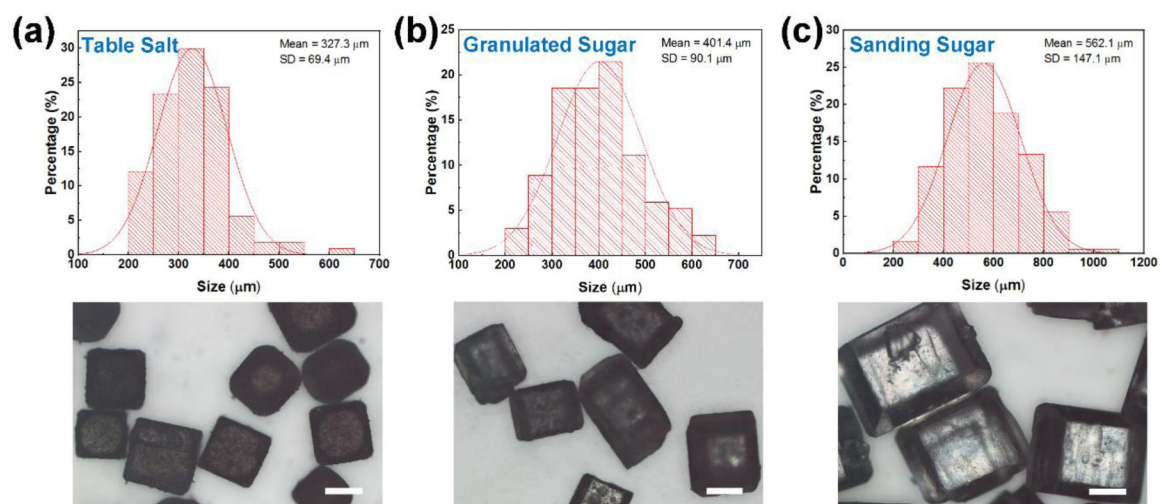 (a)
Table Salt
Mean = 327.3 μm
SD = 69.4 μm
Percentage (%)
30
25
20
15
10
5
0
100 200 300 400 500 600 700
Size (μm)
(b)
Granulated Sugar
Mean = 401.4 μm
SD = 90.1 μm
Percentage (%)
25
20
15
10
5
0
100 200 300 400 500 600 700
Size (μm)
(c)
Sanding Sugar
Mean = 562.1 μm
SD = 147.1 μm
Percentage (%)
30
25
20
15
10
5
0
0 200 400 600 800 1000 1200
Size (μm)